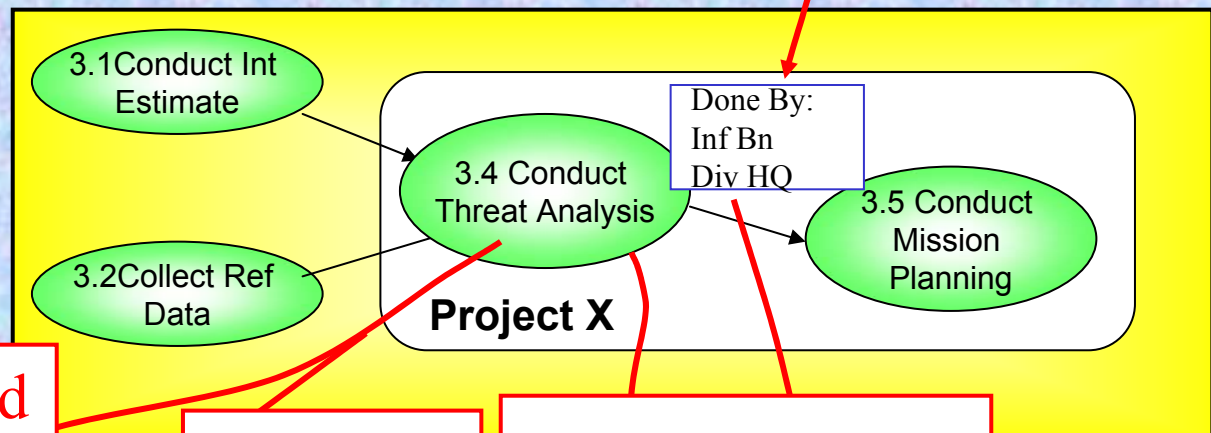 3.1Conduct Int
Estimate
3.4 Conduct
Threat Analysis
Done By:
Inf Bn
Div HQ
3.5 Conduct
Mission
Planning
3.2Collect Ref
Data
Project X
d